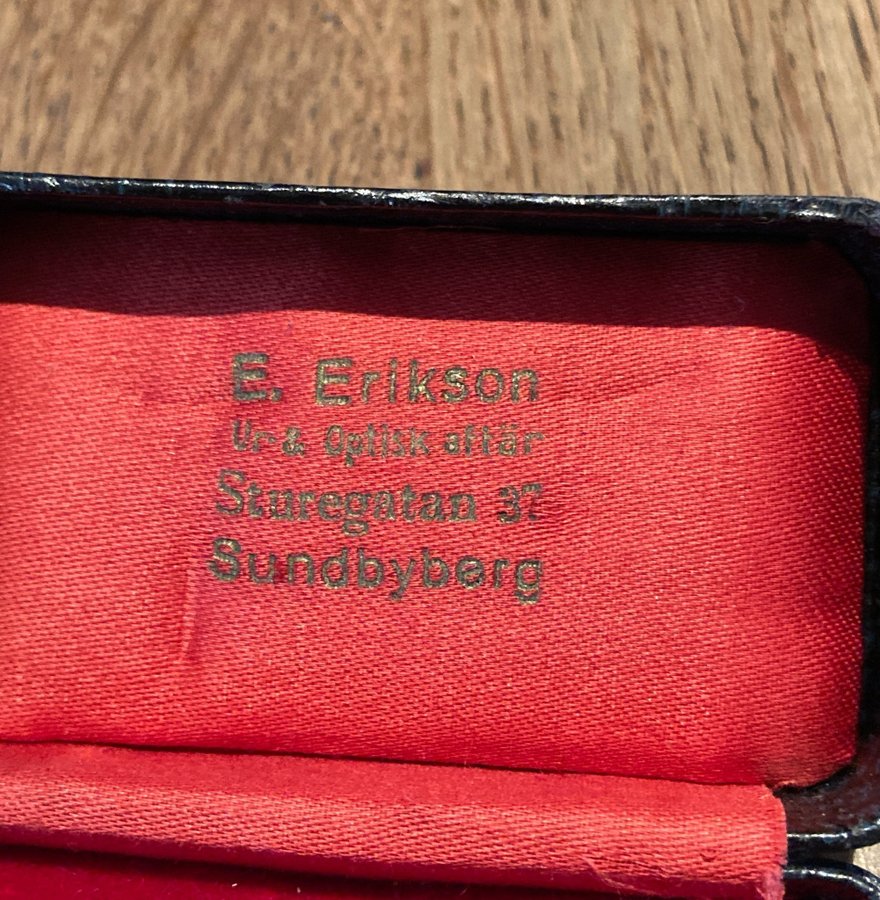 E. Erikson
Ur- & Optisk affär
Sturegatan 37
Sundbyberg